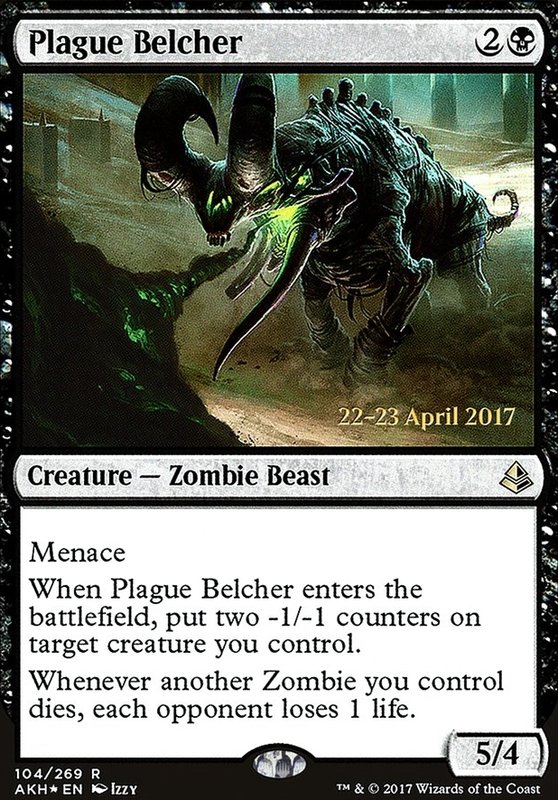 Plague Belcher 2
22-23 April 2017
Creature — Zombie Beast
Menace
When Plague Belcher enters the
battlefield, put two -1/-1 counters on
target creature you control.
Whenever another Zombie you control
dies, each opponent loses 1 life.
5/4
104/269 R
AKH★EN Izzy
™ & © 2017 Wizards of the Coast